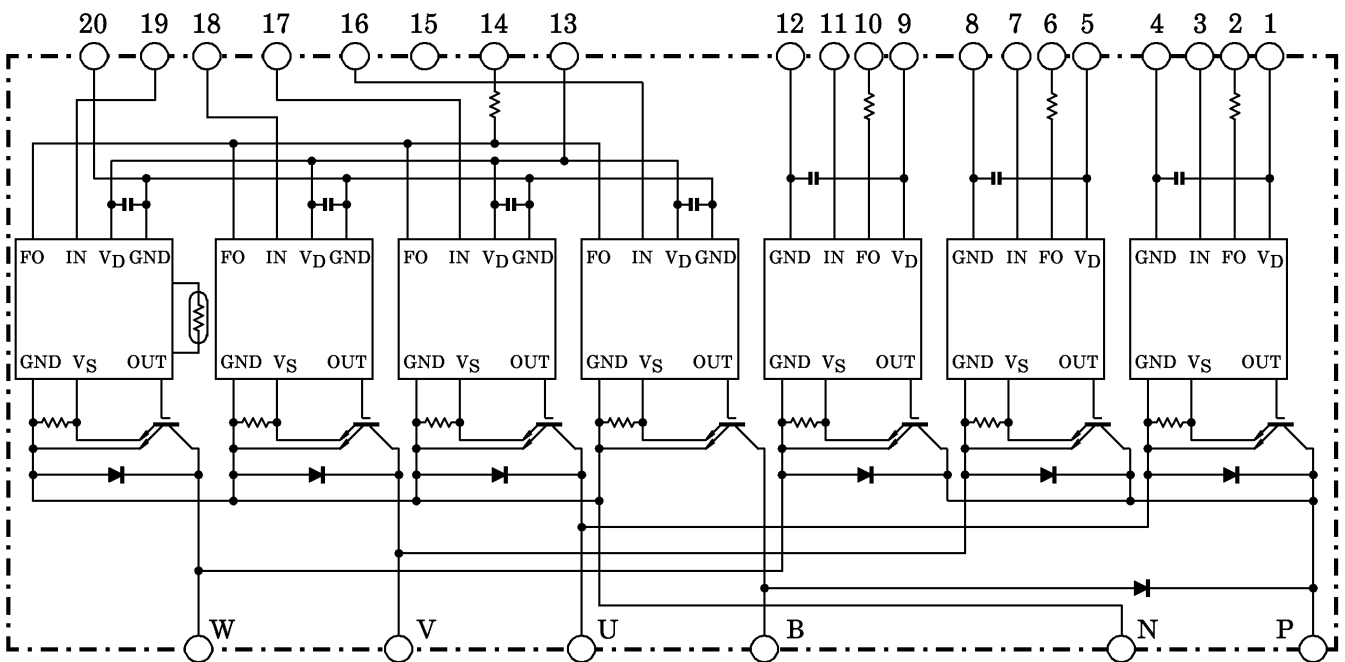 20 19 18 17 16 15 14 13 12 11 10 9 8 7 6 5 4 3 2 1
FO IN VD GND FO IN VD GND FO IN VD GND FO IN VD GND GND IN FO VD GND IN FO VD GND IN FO VD
GND VS OUT GND VS OUT GND VS OUT GND VS OUT GND VS OUT GND VS OUT GND VS OUT
W V U B N P